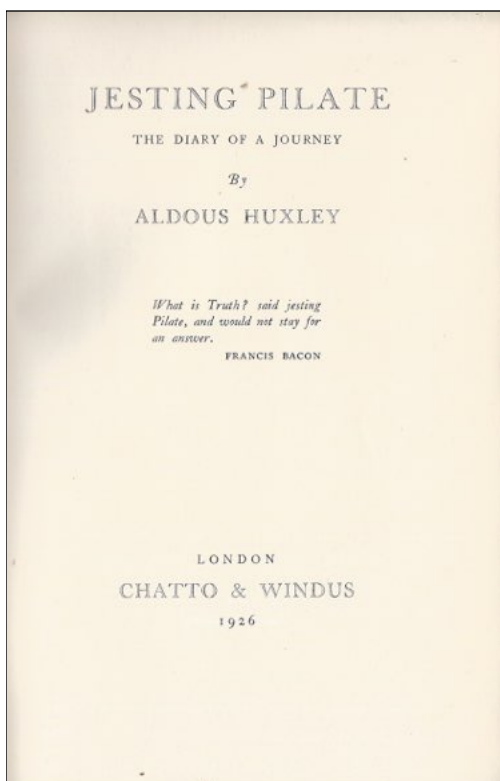 JESTING PILATE
THE DIARY OF A JOURNEY
By
ALDOUS HUXLEY
What is Truth? said jesting
Pilate, and would not stay for
an answer.
FRANCIS BACON
LONDON
CHATTO & WINDUS
1926